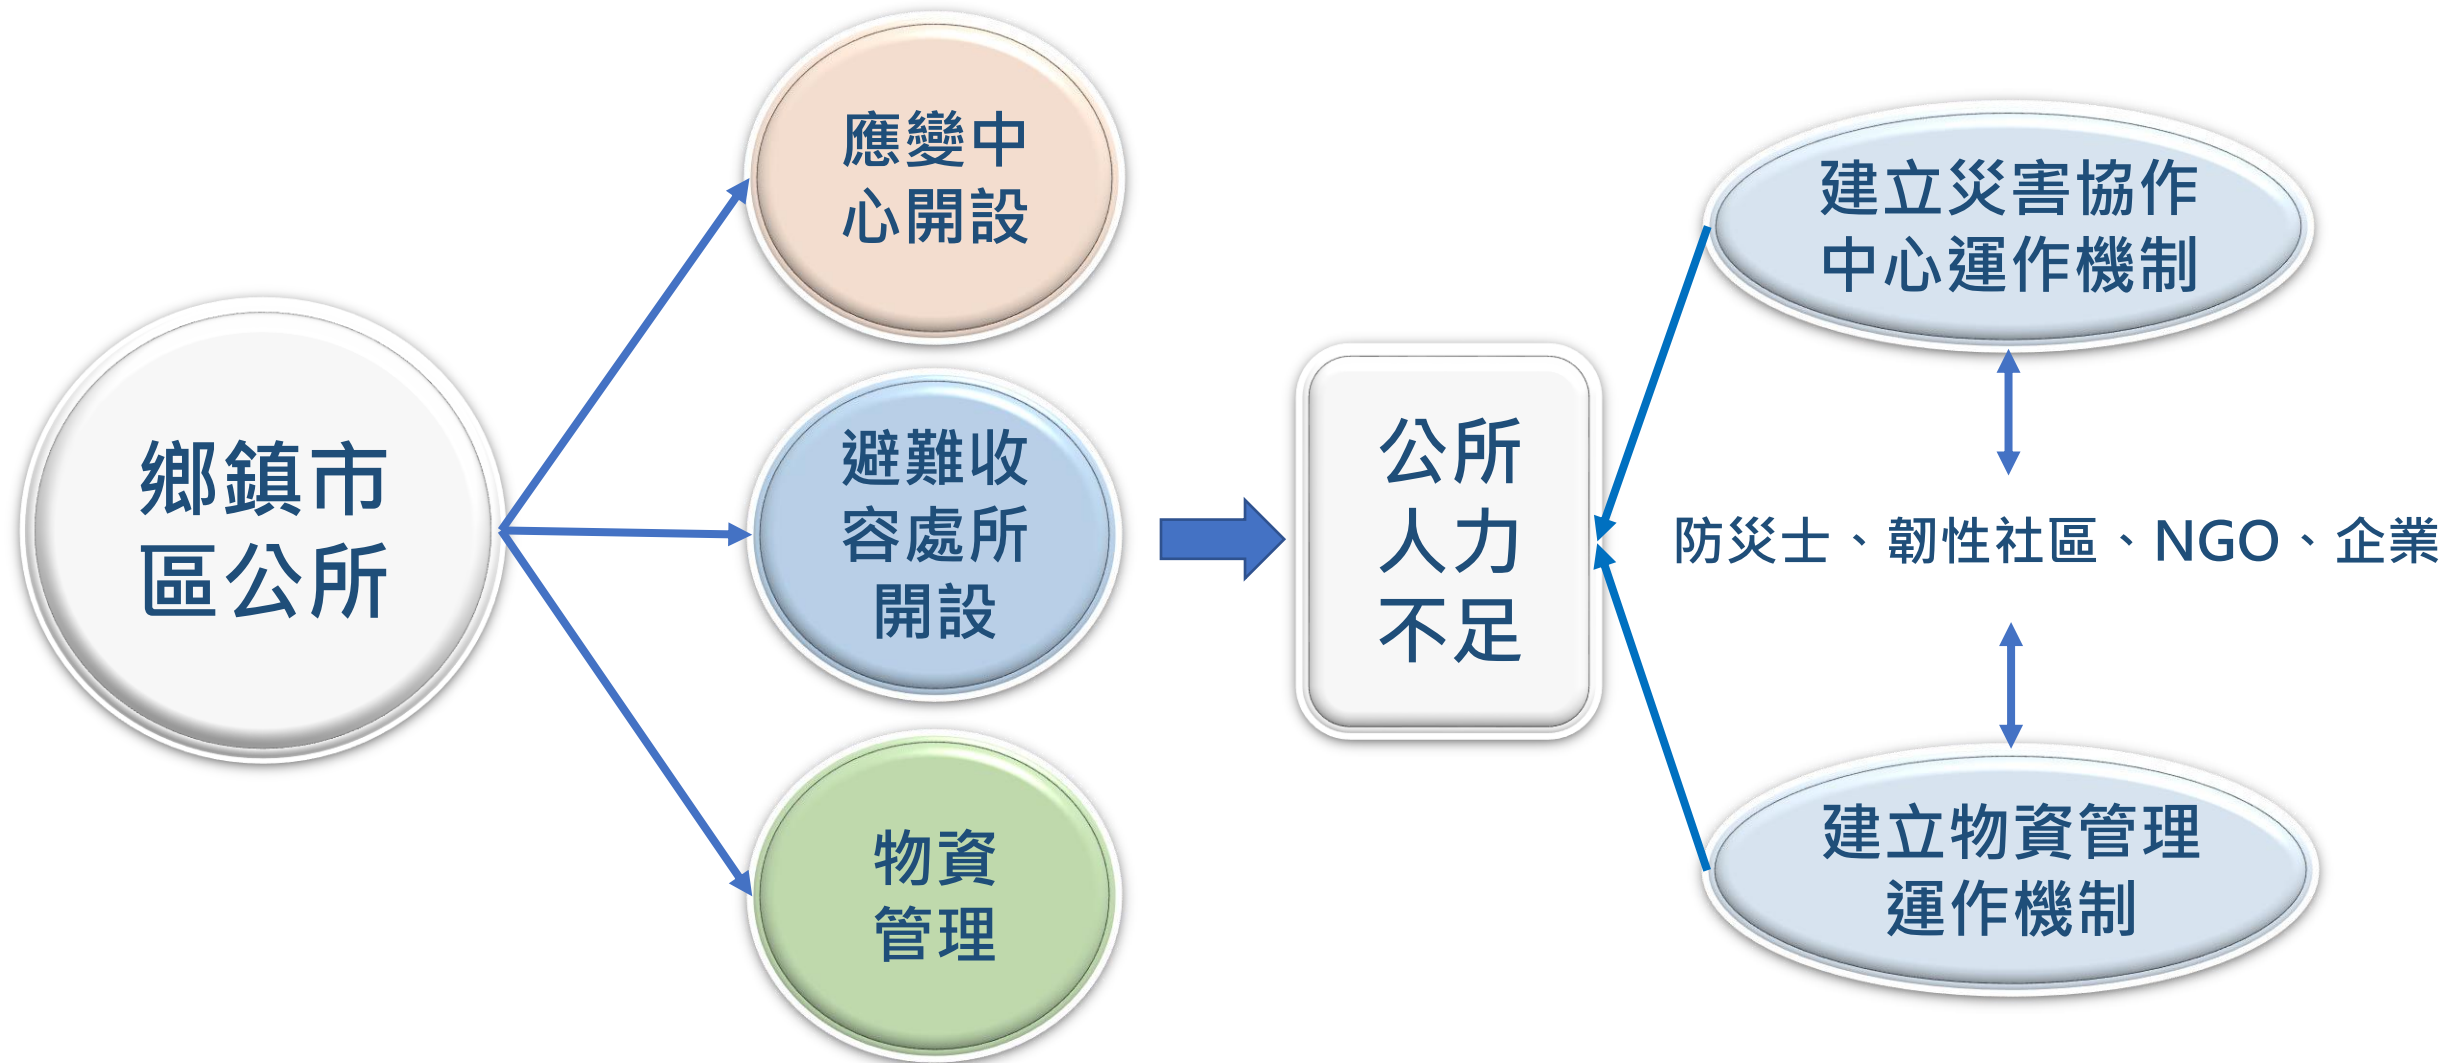 鄉鎮市
區公所
應變中
心開設
避難收
容處所
開設
物資
管理
公所
人力
不足
建立災害協作
中心運作機制
防災士、韌性社區、NGO、企業
建立物資管理
運作機制